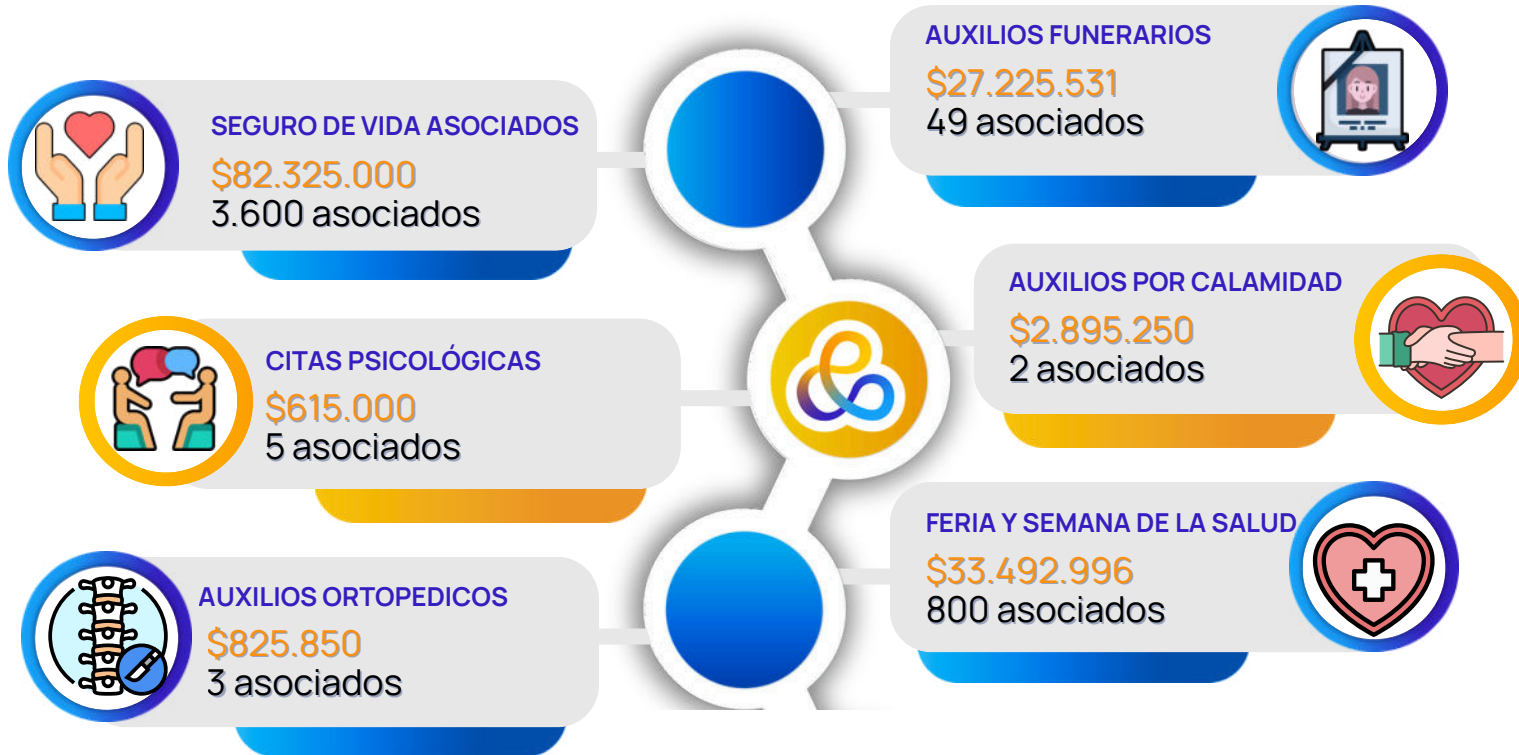 SEGURO DE VIDA ASOCIADOS
$82.325.000
3.600 asociados
CITAS PSICOLÓGICAS
$615.000
5 asociados
AUXILIOS ORTOPEDICOS
$825.850
3 asociados
AUXILIOS FUNERARIOS
$27.225.531
49 asociados
AUXILIOS POR CALAMIDAD
$2.895.250
2 asociados
FERIA Y SEMANA DE LA SALUD
$33.492.996
800 asociados